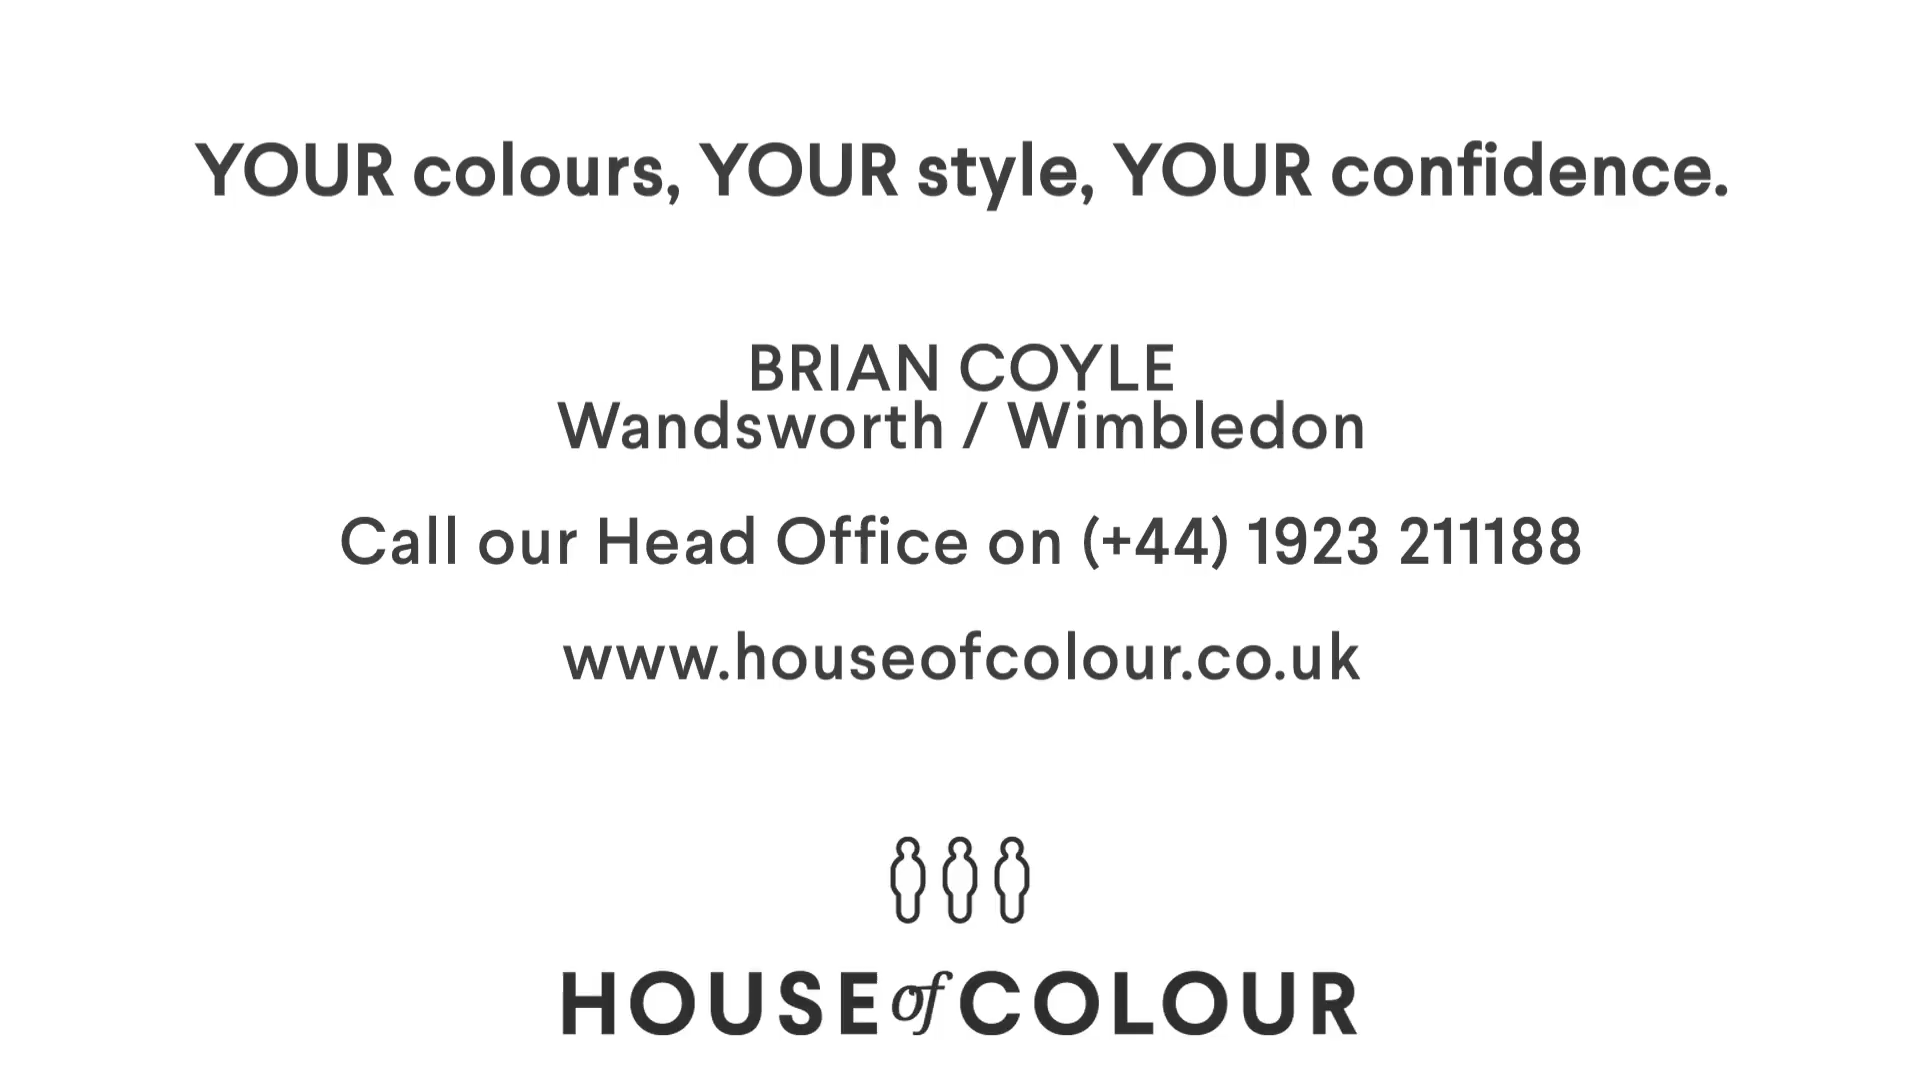 YOUR colours, YOUR style, YOUR confidence.
BRIAN COYLE
Wandsworth / Wimbledon
Call our Head Office on (+44) 1923 211188
www.houseofcolour.co.uk
HOUSE of COLOUR